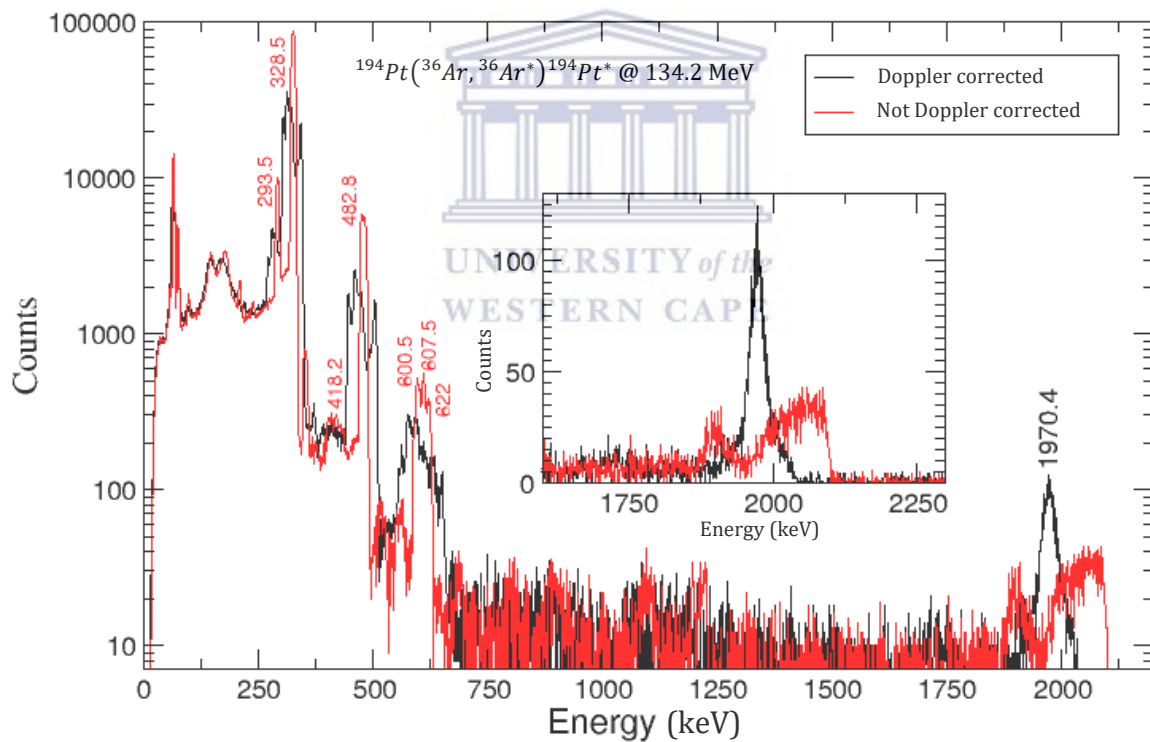 100000
10000
1000
100
10
Counts
¹⁹⁴Pt(³⁶Ar, ³⁶Ar*)¹⁹⁴Pt* @ 134.2 MeV
Doppler corrected
Not Doppler corrected
328.5
293.5
482.8
418.2
600.5
607.5
622
1970.4
UNIVERSITY of the
WESTERN CAPE
100
50
0
Counts
1750 2000 2250
Energy (keV)
0 250 500 750 1000 1250 1500 1750 2000
Energy (keV)